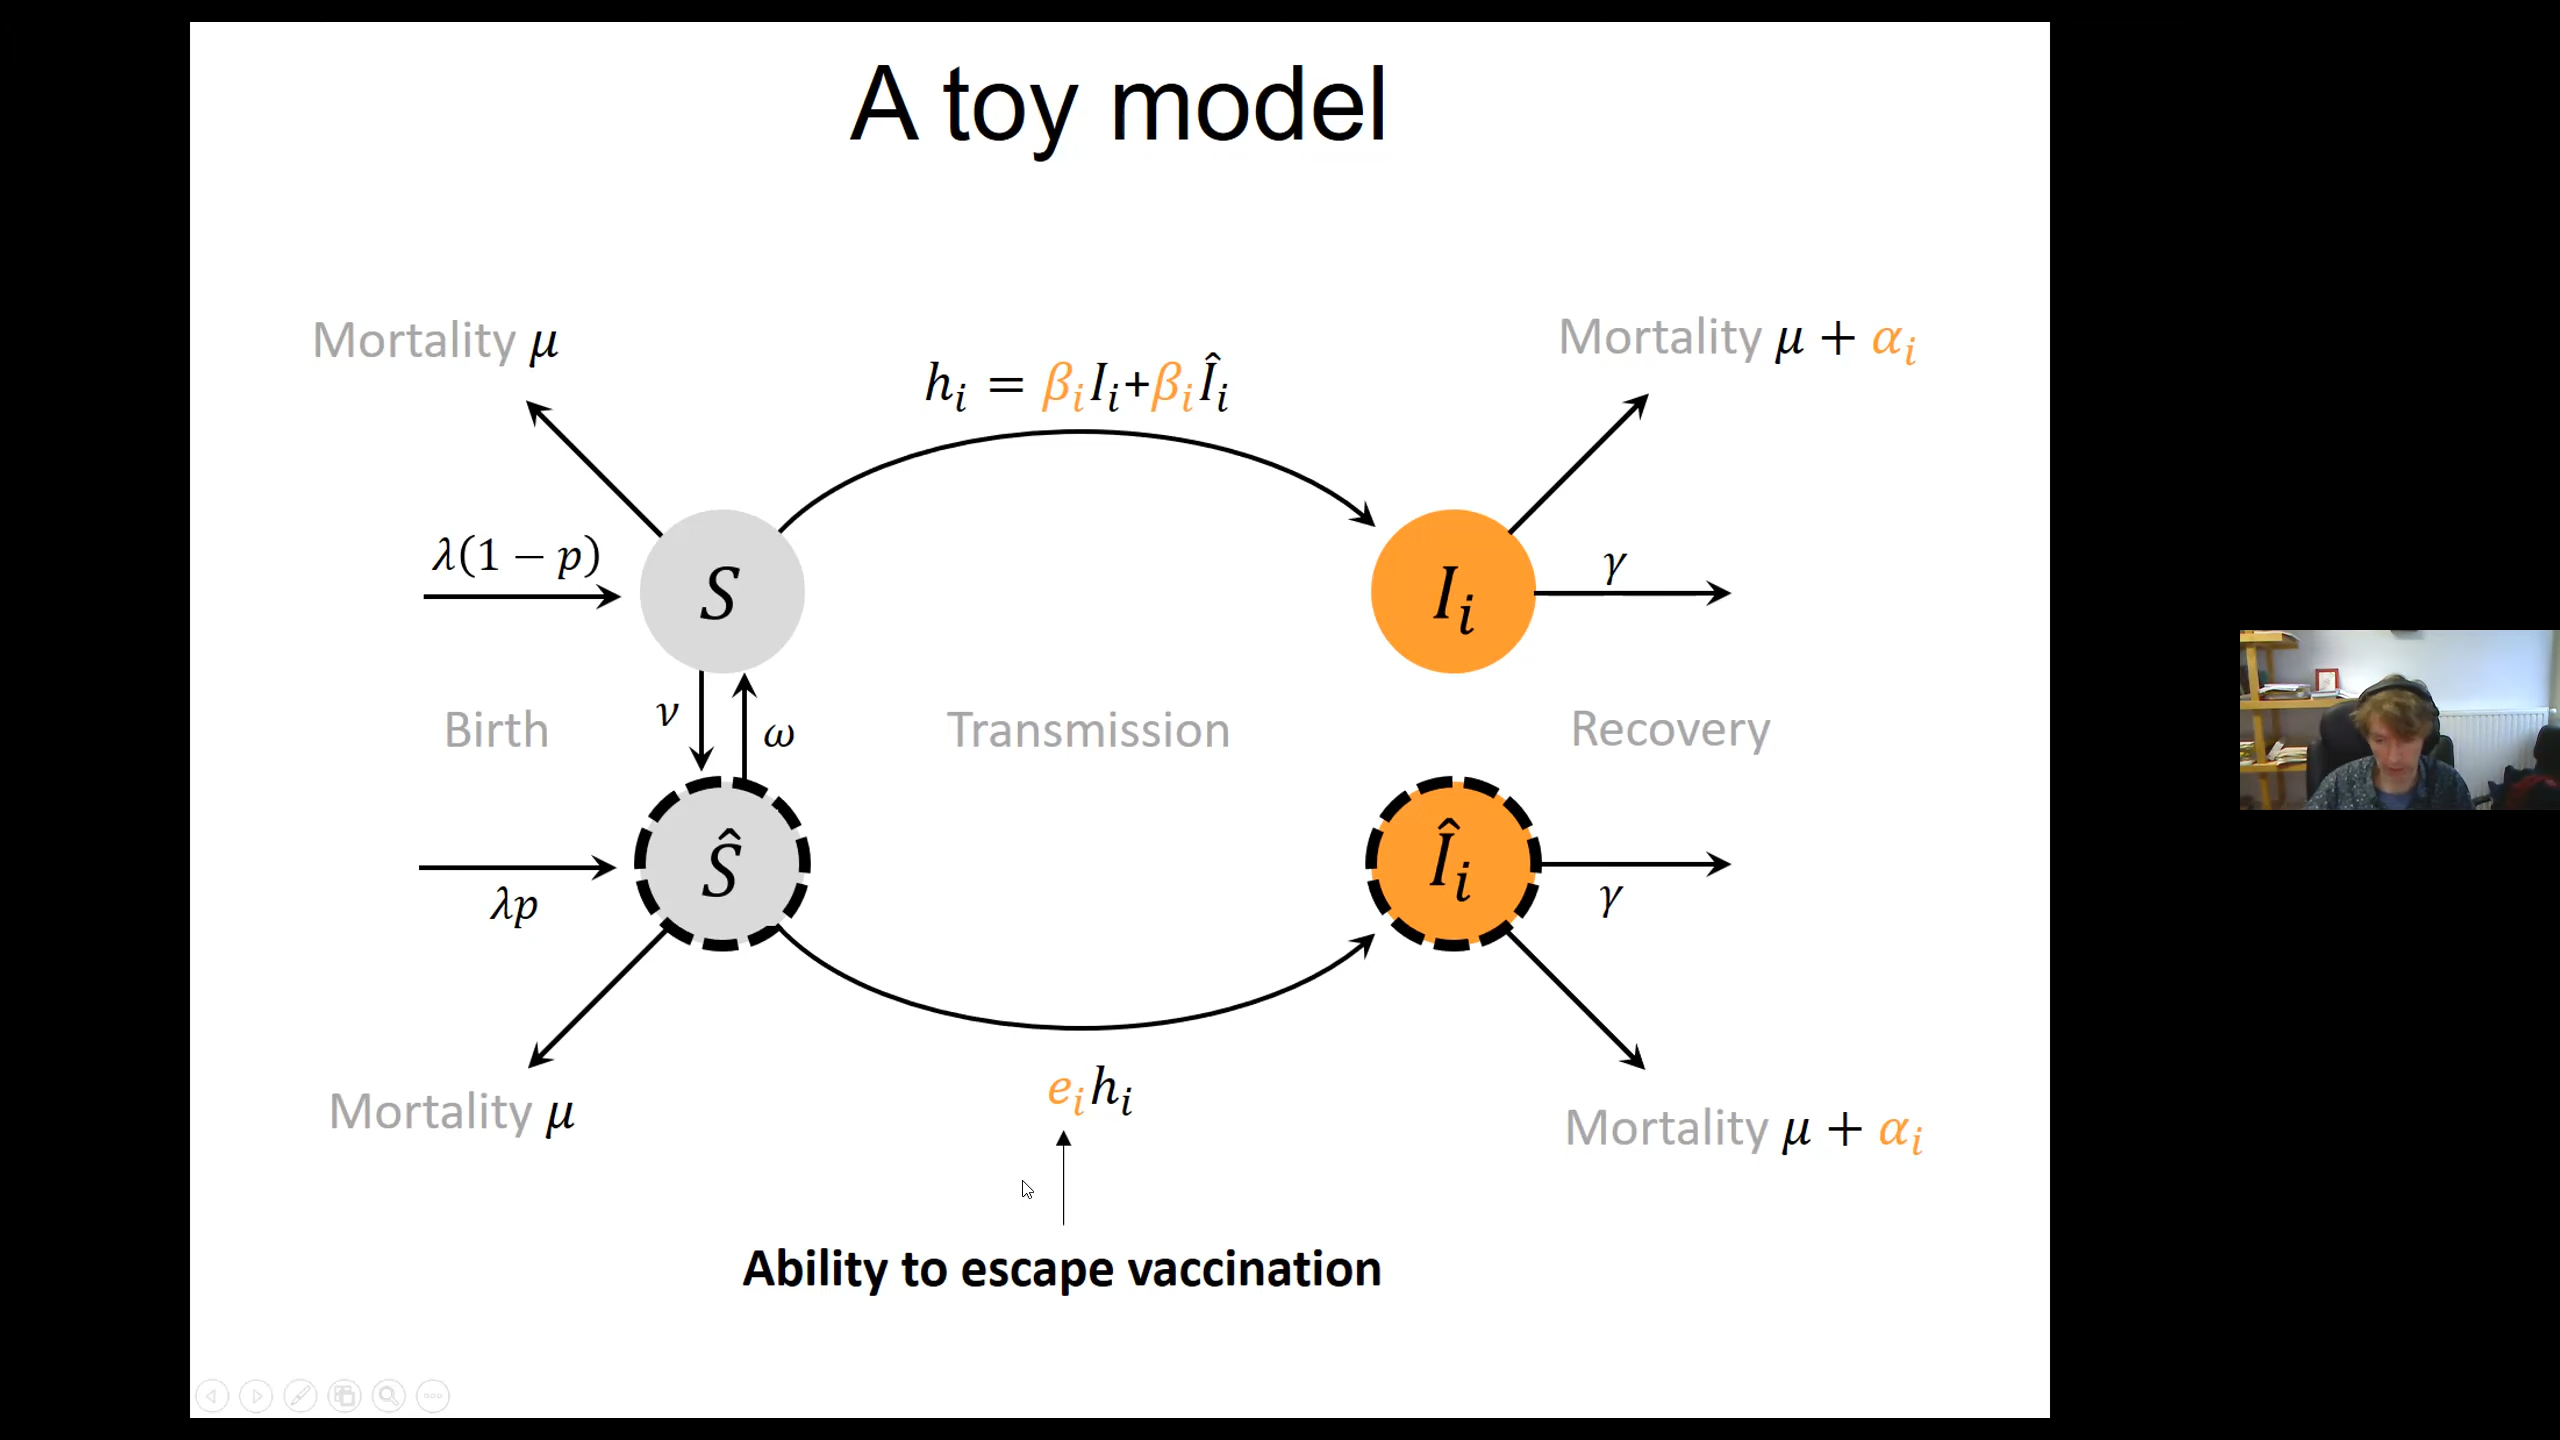 A toy model
Mortality μ
Mortality μ + αᵢ
hᵢ = βᵢIᵢ+βᵢÎᵢ
λ(1 − p)
S
Iᵢ
γ
Birth
ν
ω
Transmission
Recovery
λp
Ŝ
Îᵢ
γ
eᵢhᵢ
Mortality μ
Mortality μ + αᵢ
Ability to escape vaccination